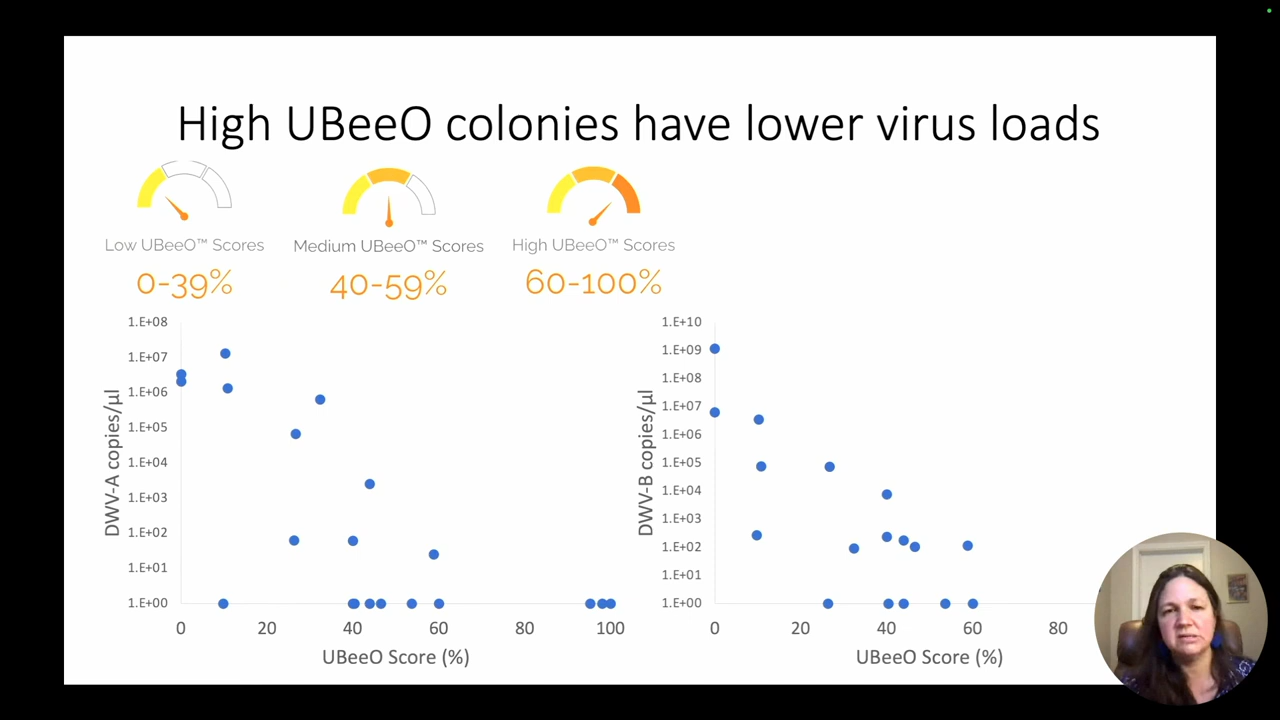 High UBeeO colonies have lower virus loads
Low UBeeO™ Scores
0-39%
Medium UBeeO™ Scores
40-59%
High UBeeO™ Scores
60-100%
1.E+08
1.E+07
1.E+06
1.E+05
1.E+04
1.E+03
1.E+02
1.E+01
1.E+00
DWV-A copies/µl
0 20 40 60 80 100
UBeeO Score (%)
1.E+10
1.E+09
1.E+08
1.E+07
1.E+06
1.E+05
1.E+04
1.E+03
1.E+02
1.E+01
1.E+00
DWV-B copies/µl
0 20 40 60 80
UBeeO Score (%)